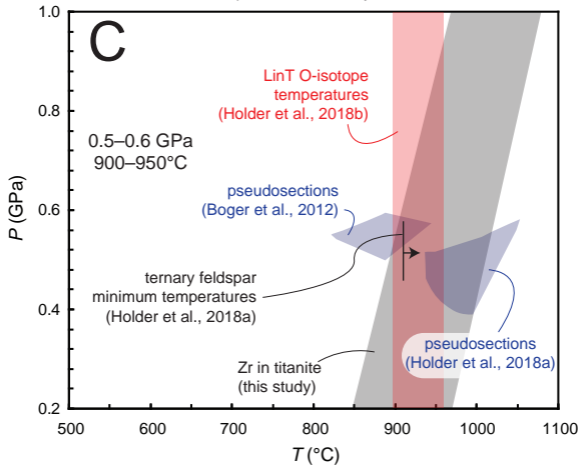 C
1.0
0.8
0.6
0.4
0.2
P (GPa)
LinT O-isotope
temperatures
(Holder et al., 2018b)
0.5–0.6 GPa
900–950°C
pseudosections
(Boger et al., 2012)
ternary feldspar
minimum temperatures
(Holder et al., 2018a)
pseudosections
(Holder et al., 2018a)
Zr in titanite
(this study)
500 600 700 800 900 1000 1100
T (°C)